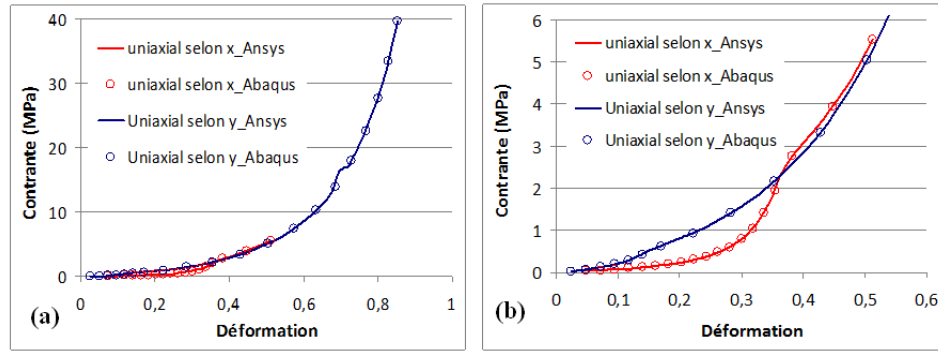 40
30
20
10
0
Contrante (MPa)
uniaxial selon x_Ansys
uniaxial selon x_Abaqus
Uniaxial selon y_Ansys
Uniaxial selon y_Abaqus
0
0,2
0,4
0,6
0,8
1
(a)
Déformation
6
5
4
3
2
1
0
Contrante (MPa)
uniaxial selon x_Ansys
uniaxial selon x_Abaqus
Uniaxial selon y_Ansys
Uniaxial selon y_Abaqus
0
0,1
0,2
0,3
0,4
0,5
0,6
(b)
Déformation